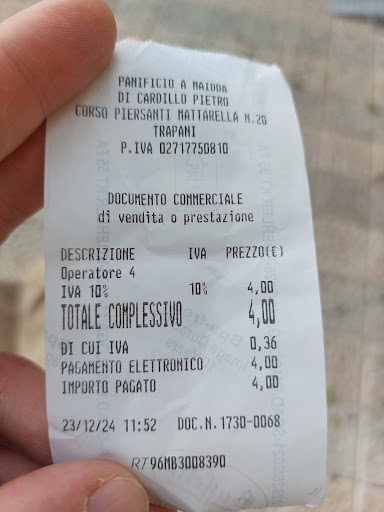 PANIFICIO A MAIDDA
DI CARDILLO PIETRO
CORSO PIERSANTI MATTARELLA N.20
TRAPANI
P.IVA 02717750810
DOCUMENTO COMMERCIALE
di vendita o prestazione
DESCRIZIONE IVA PREZZO(€)
Operatore 4
IVA 10% 10% 4,00
TOTALE COMPLESSIVO 4,00
DI CUI IVA 0,36
PAGAMENTO ELETTRONICO 4,00
IMPORTO PAGATO 4,00
23/12/24 11:52 DOC.N.1730-0068
RT 96MB3008390